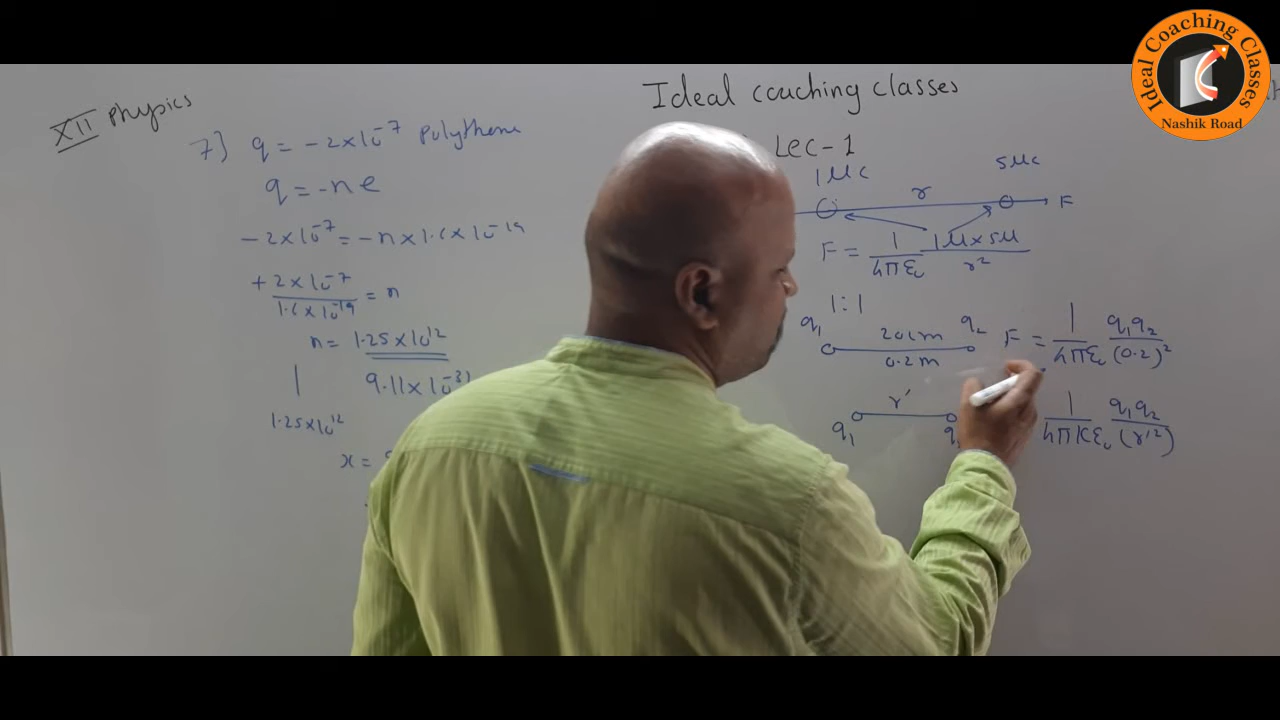 XII Physics
7) q = -2×10⁻⁷ Polythene
q = -ne
-2×10⁻⁷ = -n×1.6×10⁻¹⁹
+2×10⁻⁷ / 1.6×10⁻¹⁹ = n
n = 1.25×10¹²
9.11×10⁻³¹
1
1.25×10¹²
x =
Ideal coaching classes
Lec-1
1μc r 5μc F
F = 1/4πε₀ 1μ×5μ/r²
1:1
q₁ 20cm q₂
0.2m
F = 1/4πε₀ q₁q₂/(0.2)²
r'
q₁ q
1/4πKε₀ q₁q₂/(r'²)
Ideal Coaching Classes
Nashik Road